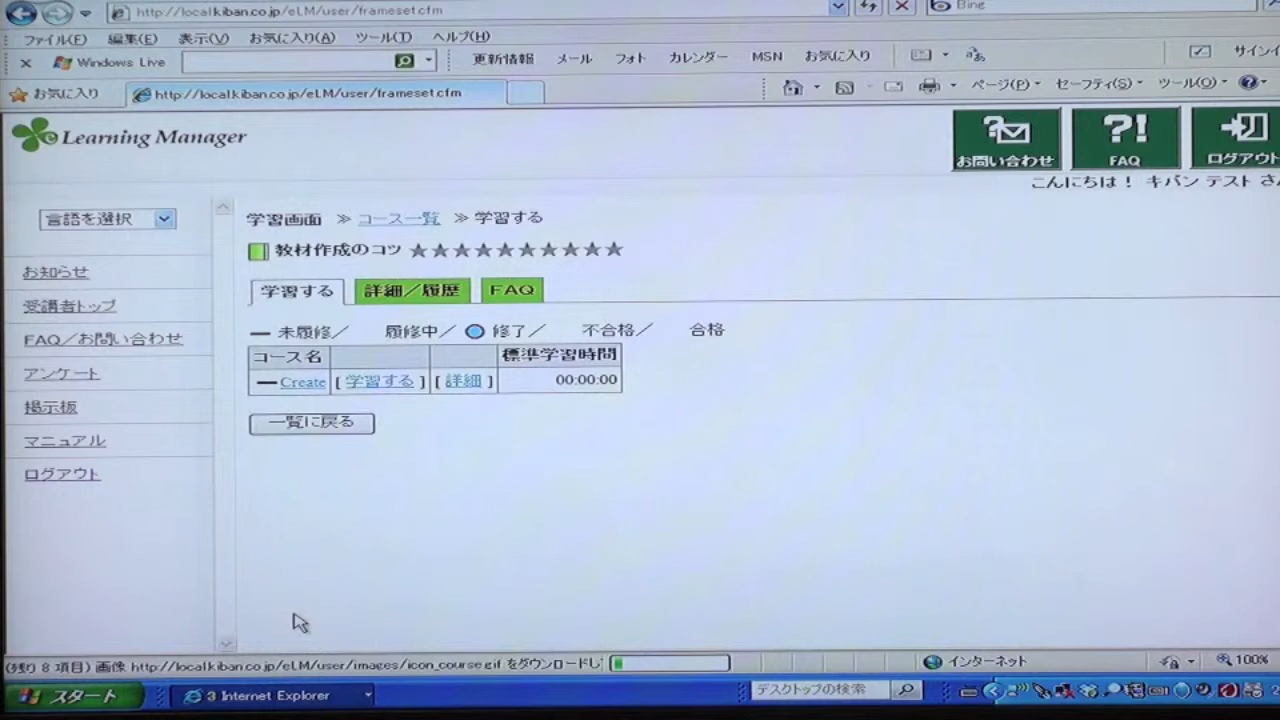 http://local.kiban.co.jp/eLM/user/frameset.cfm
Bing
ファイル(F) 編集(E) 表示(V) お気に入り(A) ツール(T) ヘルプ(H)
× Windows Live 更新情報 メール フォト カレンダー MSN お気に入り サインイ
お気に入り http://local.kiban.co.jp/eLM/user/frameset.cfm ページ(P) セーフティ(S) ツール(O)
e Learning Manager
お問い合わせ FAQ ログアウト
こんにちは! キバン テスト さ
言語を選択
お知らせ
受講者トップ
FAQ/お問い合わせ
アンケート
掲示板
マニュアル
ログアウト
学習画面 ≫ コース一覧 ≫ 学習する
教材作成のコツ ★★★★★★★★★★
学習する 詳細/履歴 FAQ
未履修/ 履修中/ 修了/ 不合格/ 合格
コース名 標準学習時間
Create [ 学習する ] [ 詳細 ] 00:00:00
一覧に戻る
(残り 8 項目) 画像 http://local.kiban.co.jp/eLM/user/images/icon_course.gif をダウンロードし
インターネット 100%
スタート 3 Internet Explorer デスクトップの検索